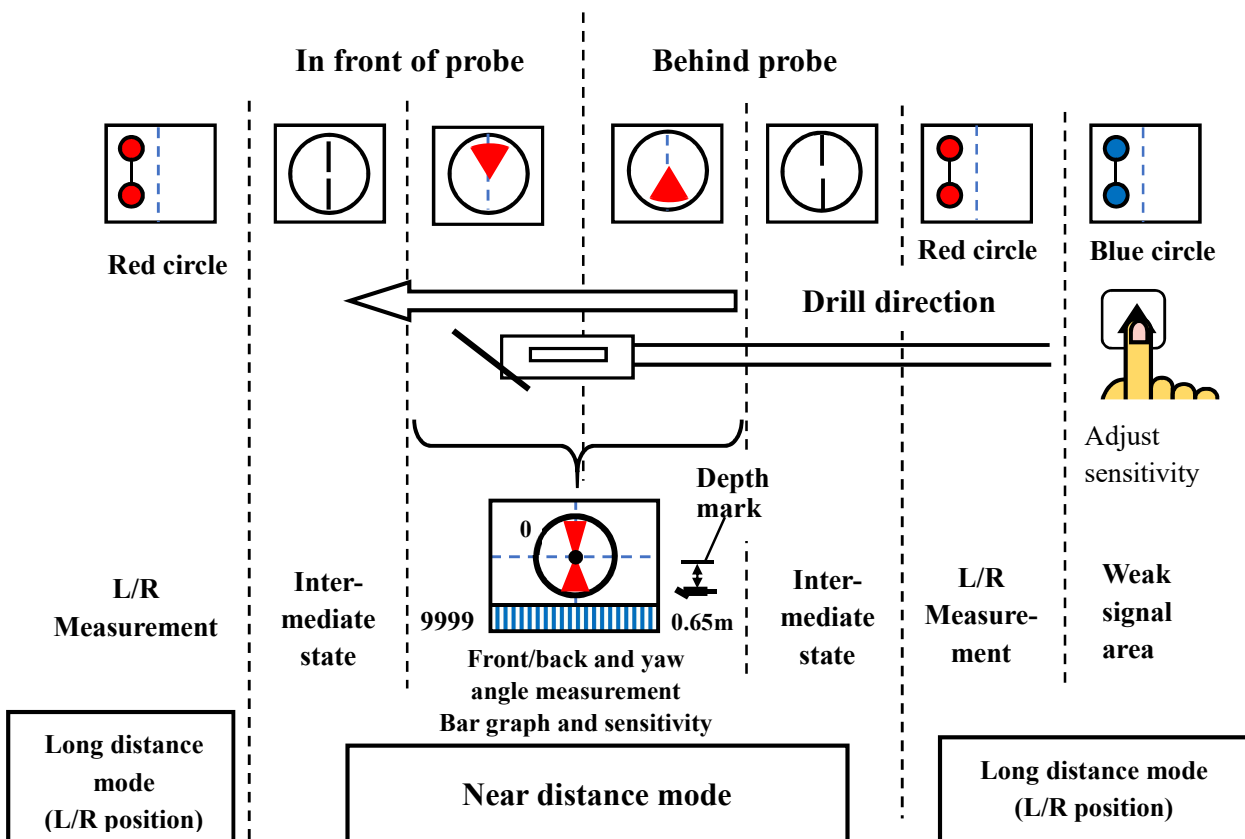 In front of probe
Behind probe
Red circle
Red circle
Blue circle
Drill direction
Adjust
sensitivity
Depth
mark
0
9999
0.65m
L/R
Measurement
Inter-
mediate
state
Front/back and yaw
angle measurement
Bar graph and sensitivity
Inter-
mediate
state
L/R
Measure-
ment
Weak
signal
area
Long distance
mode
(L/R position)
Near distance mode
Long distance mode
(L/R position)